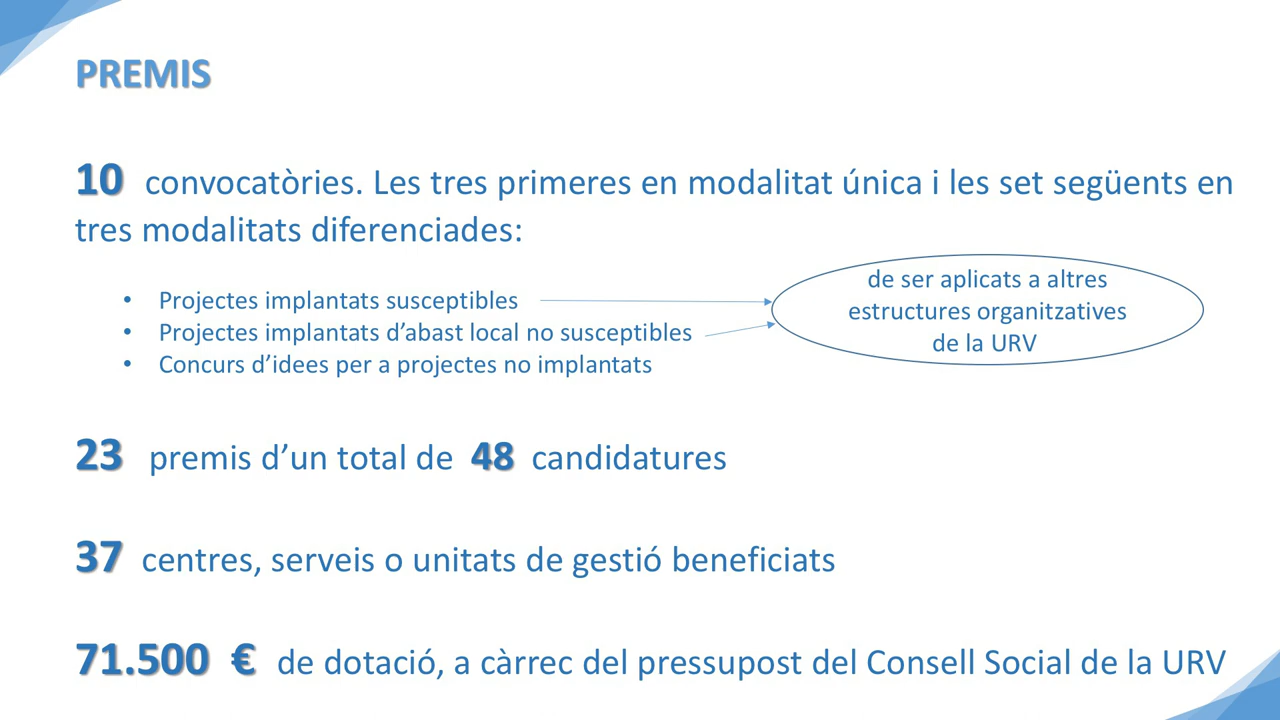 PREMIS
10 convocatòries. Les tres primeres en modalitat única i les set següents en
tres modalitats diferenciades:
• Projectes implantats susceptibles
• Projectes implantats d’abast local no susceptibles
• Concurs d’idees per a projectes no implantats
de ser aplicats a altres
estructures organitzatives
de la URV
23 premis d’un total de 48 candidatures
37 centres, serveis o unitats de gestió beneficiats
71.500 € de dotació, a càrrec del pressupost del Consell Social de la URV